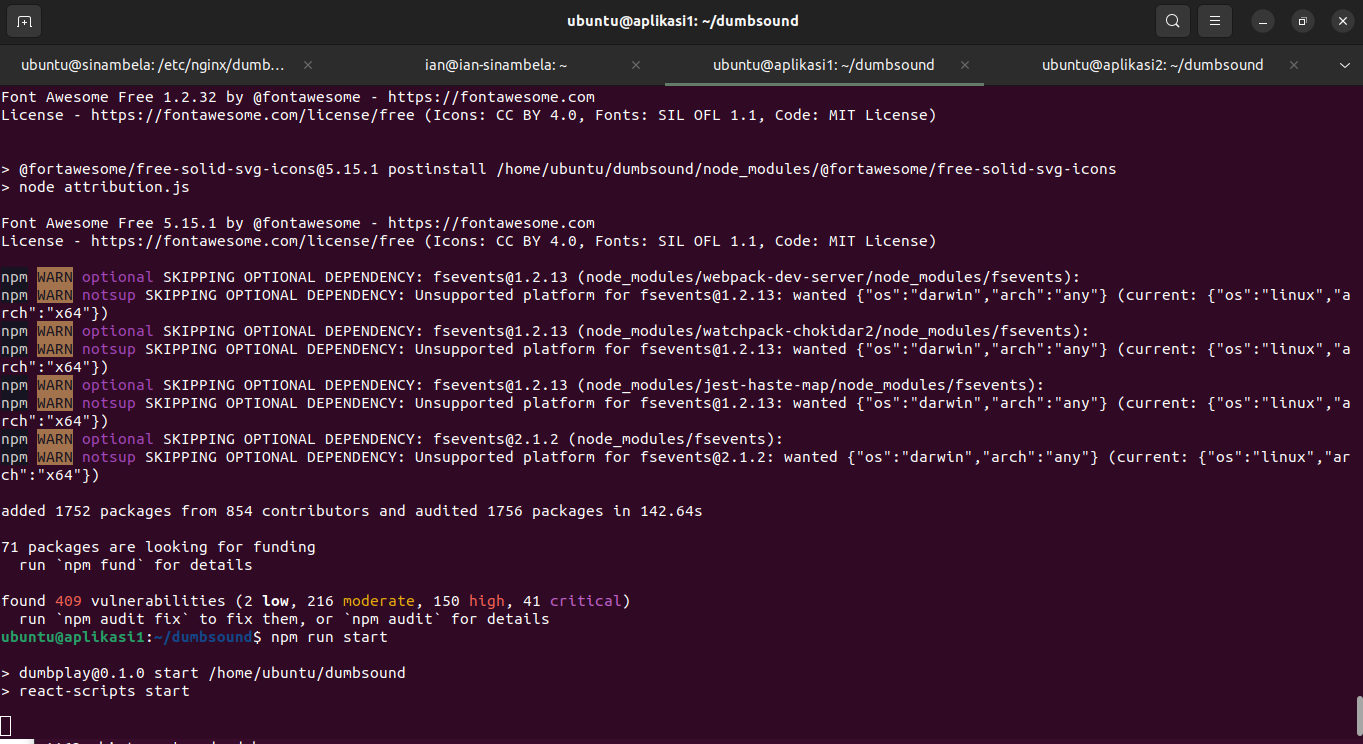 ubuntu@aplikasi1: ~/dumbsound
ubuntu@sinambela: /etc/nginx/dumb...
ian@ian-sinambela: ~
ubuntu@aplikasi1: ~/dumbsound
ubuntu@aplikasi2: ~/dumbsound
Font Awesome Free 1.2.32 by @fontawesome - https://fontawesome.com
License - https://fontawesome.com/license/free (Icons: CC BY 4.0, Fonts: SIL OFL 1.1, Code: MIT License)
> @fortawesome/free-solid-svg-icons@5.15.1 postinstall /home/ubuntu/dumbsound/node_modules/@fortawesome/free-solid-svg-icons
> node attribution.js
Font Awesome Free 5.15.1 by @fontawesome - https://fontawesome.com
License - https://fontawesome.com/license/free (Icons: CC BY 4.0, Fonts: SIL OFL 1.1, Code: MIT License)
npm WARN optional SKIPPING OPTIONAL DEPENDENCY: fsevents@1.2.13 (node_modules/webpack-dev-server/node_modules/fsevents):
npm WARN notsup SKIPPING OPTIONAL DEPENDENCY: Unsupported platform for fsevents@1.2.13: wanted {"os":"darwin","arch":"any"} (current: {"os":"linux","a
rch":"x64"})
npm WARN optional SKIPPING OPTIONAL DEPENDENCY: fsevents@1.2.13 (node_modules/watchpack-chokidar2/node_modules/fsevents):
npm WARN notsup SKIPPING OPTIONAL DEPENDENCY: Unsupported platform for fsevents@1.2.13: wanted {"os":"darwin","arch":"any"} (current: {"os":"linux","a
rch":"x64"})
npm WARN optional SKIPPING OPTIONAL DEPENDENCY: fsevents@1.2.13 (node_modules/jest-haste-map/node_modules/fsevents):
npm WARN notsup SKIPPING OPTIONAL DEPENDENCY: Unsupported platform for fsevents@1.2.13: wanted {"os":"darwin","arch":"any"} (current: {"os":"linux","a
rch":"x64"})
npm WARN optional SKIPPING OPTIONAL DEPENDENCY: fsevents@2.1.2 (node_modules/fsevents):
npm WARN notsup SKIPPING OPTIONAL DEPENDENCY: Unsupported platform for fsevents@2.1.2: wanted {"os":"darwin","arch":"any"} (current: {"os":"linux","ar
ch":"x64"})
added 1752 packages from 854 contributors and audited 1756 packages in 142.64s
71 packages are looking for funding
run `npm fund` for details
found 409 vulnerabilities (2 low, 216 moderate, 150 high, 41 critical)
run `npm audit fix` to fix them, or `npm audit` for details
ubuntu@aplikasi1:~/dumbsound$ npm run start
> dumbplay@0.1.0 start /home/ubuntu/dumbsound
> react-scripts start